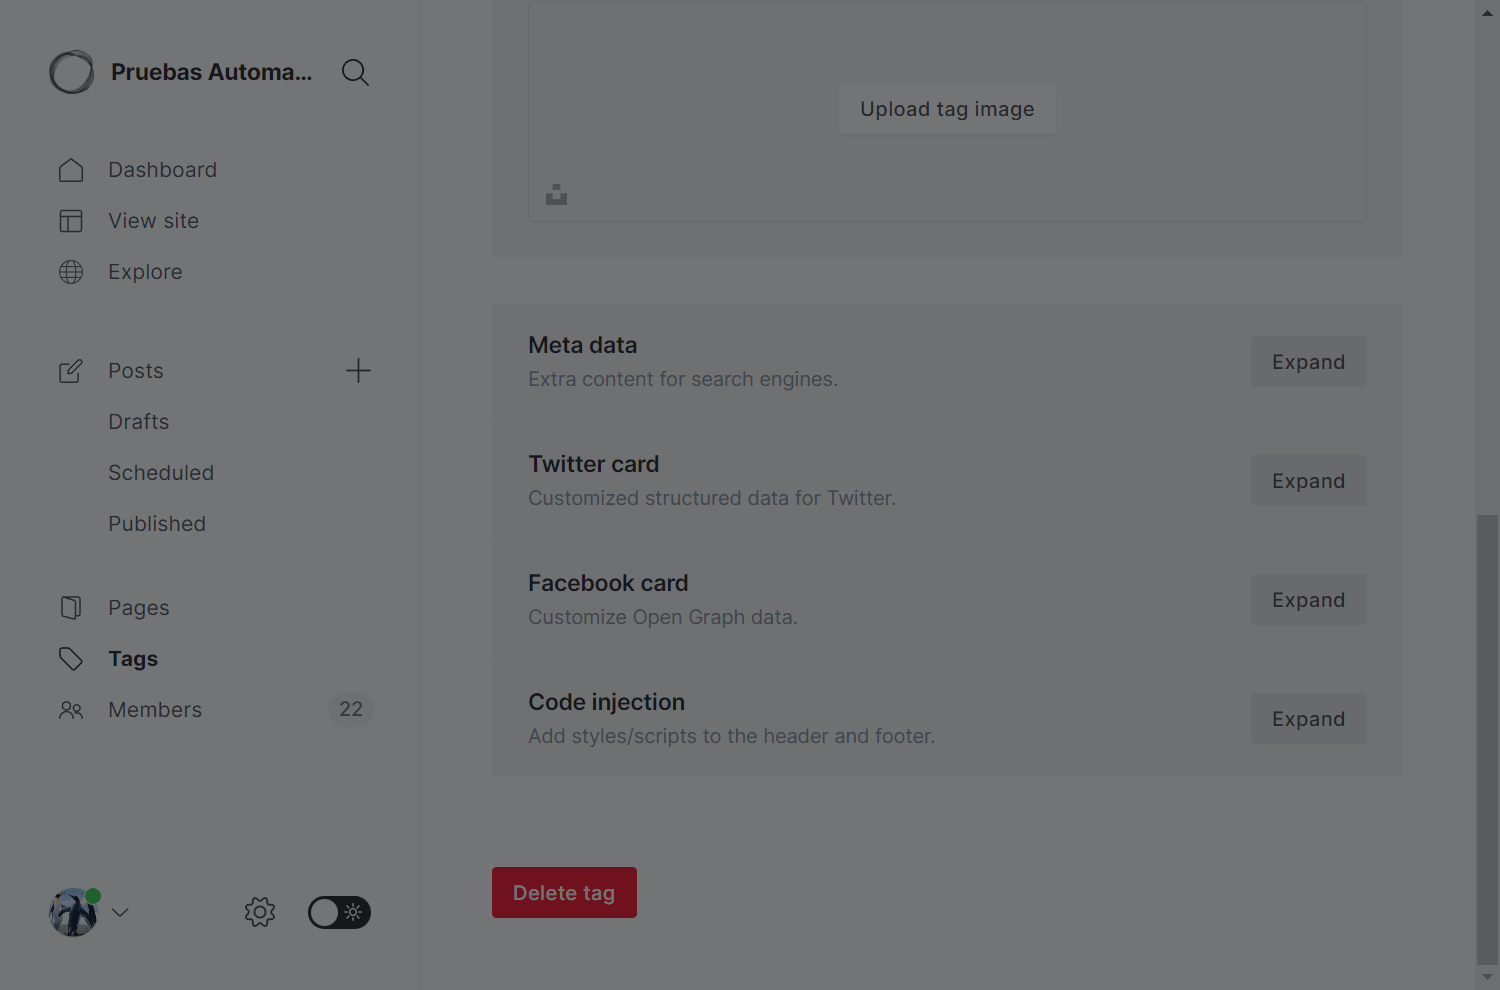 Pruebas Automa...
Dashboard
View site
Explore
Posts
Drafts
Scheduled
Published
Pages
Tags
Members 22
Upload tag image
Meta data
Extra content for search engines.
Expand
Twitter card
Customized structured data for Twitter.
Expand
Facebook card
Customize Open Graph data.
Expand
Code injection
Add styles/scripts to the header and footer.
Expand
Delete tag